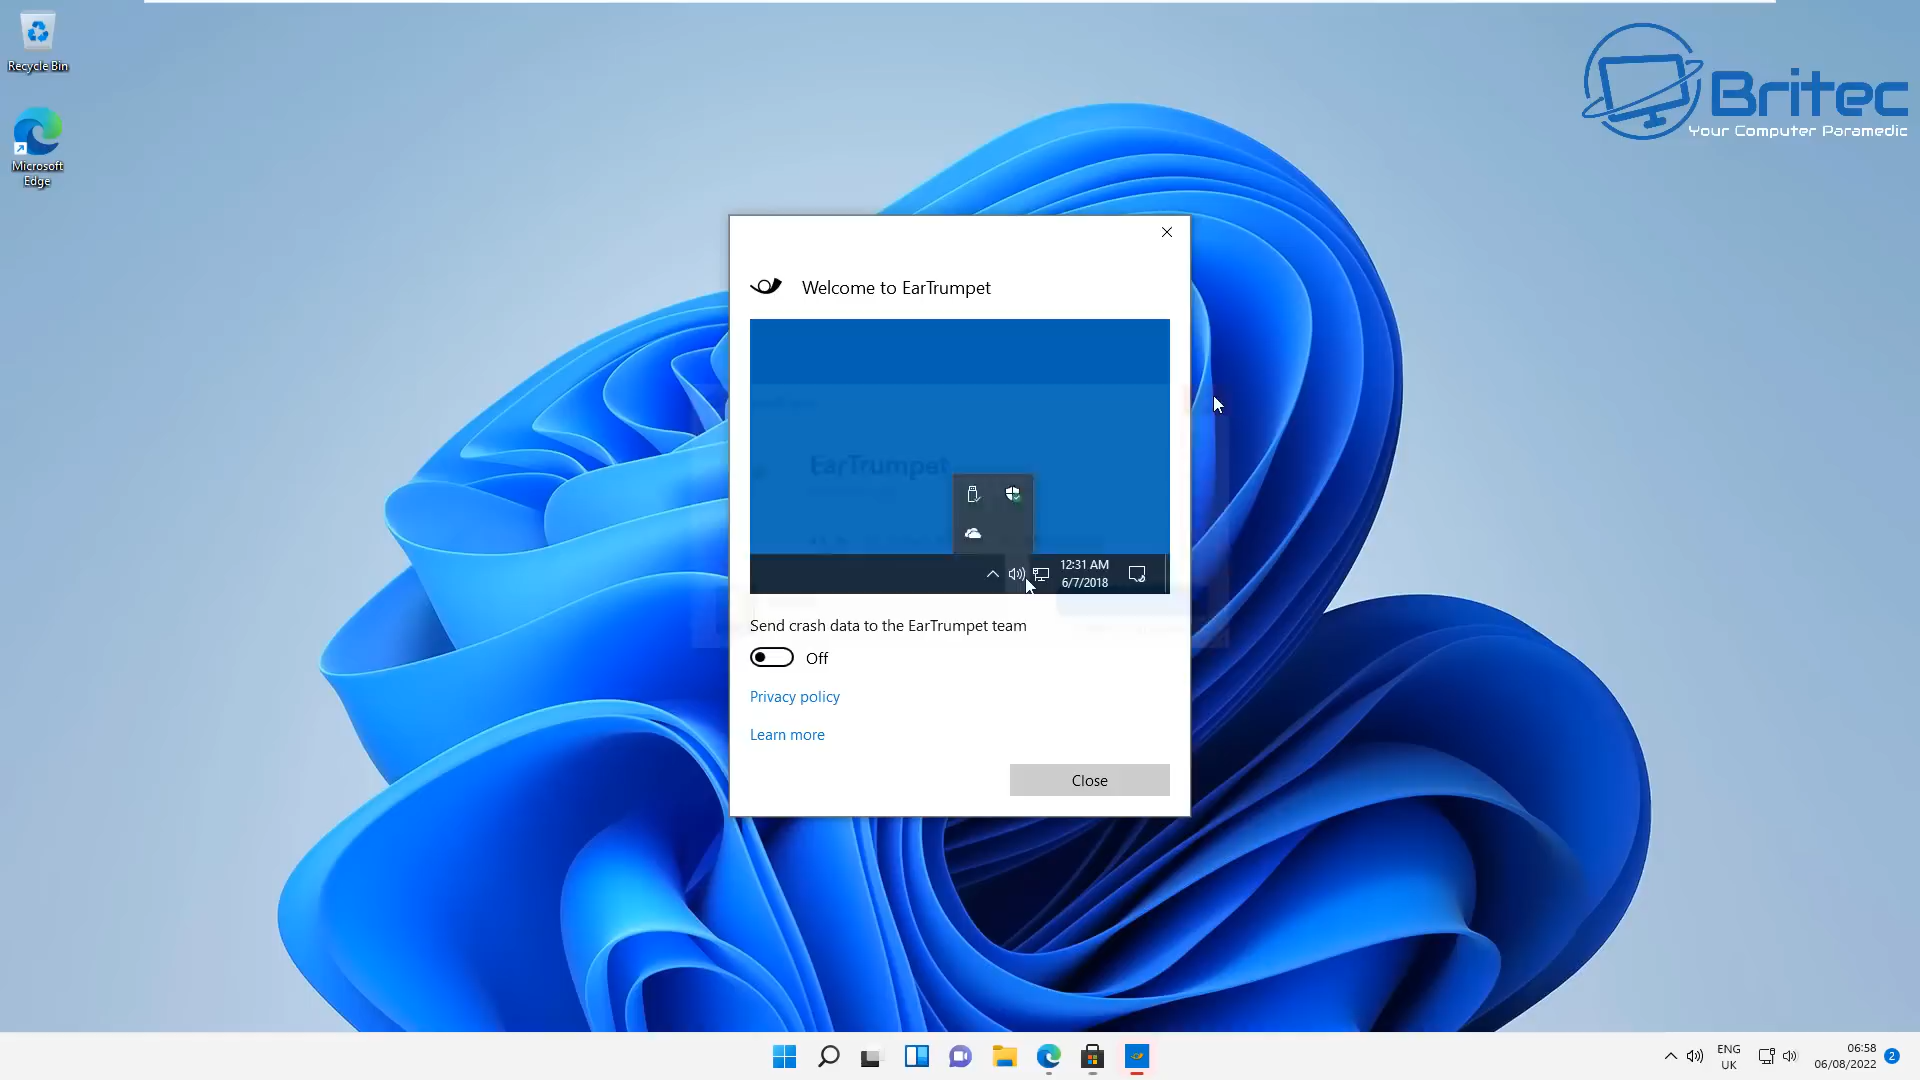 Recycle Bin
Microsoft
Edge
Britec
Your Computer Paramedic
Welcome to EarTrumpet
EarTrumpet
12:31 AM
6/7/2018
Send crash data to the EarTrumpet team
Off
Privacy policy
Learn more
Close
ENG
UK
06:58
06/08/2022
2